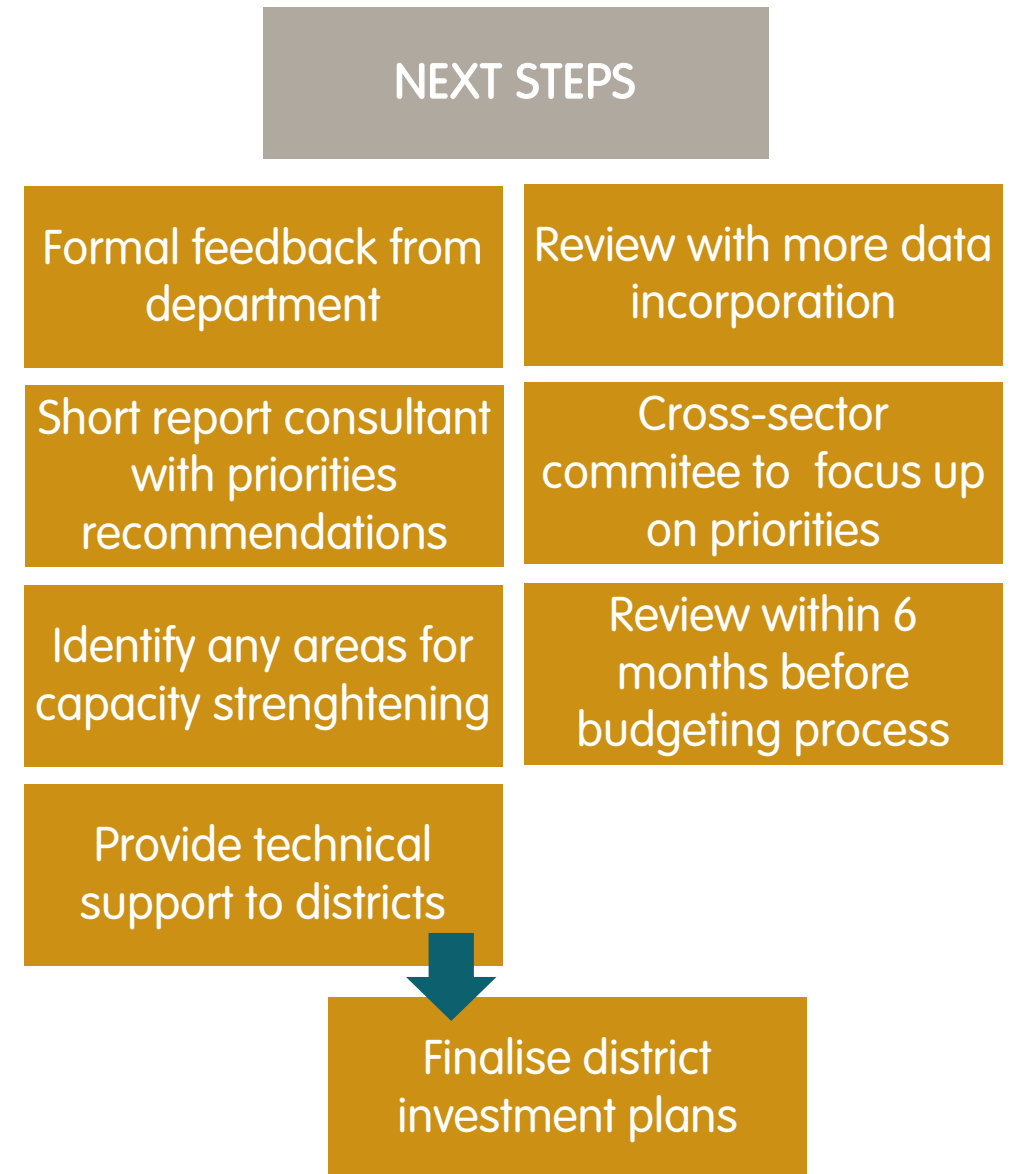 NEXT STEPS
Formal feedback from
department
Review with more data
incorporation
Short report consultant
with priorities
recommendations
Cross-sector
commitee to  focus up
on priorities
Identify any areas for
capacity strenghtening
Review within 6
months before
budgeting process
Provide technical
support to districts
Finalise district
investment plans